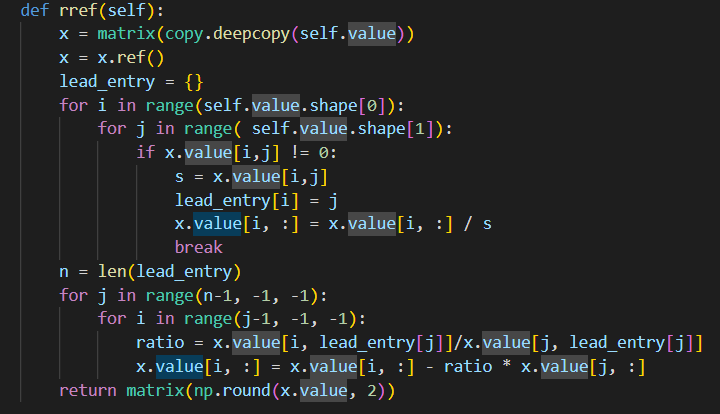 def rref(self):
    x = matrix(copy.deepcopy(self.value))
    x = x.ref()
    lead_entry = {}
    for i in range(self.value.shape[0]):
        for j in range( self.value.shape[1]):
            if x.value[i,j] != 0:
                s = x.value[i,j]
                lead_entry[i] = j
                x.value[i, :] = x.value[i, :] / s
                break
    n = len(lead_entry)
    for j in range(n-1, -1, -1):
        for i in range(j-1, -1, -1):
            ratio = x.value[i, lead_entry[j]]/x.value[j, lead_entry[j]]
            x.value[i, :] = x.value[i, :] - ratio * x.value[j, :]
    return matrix(np.round(x.value, 2))